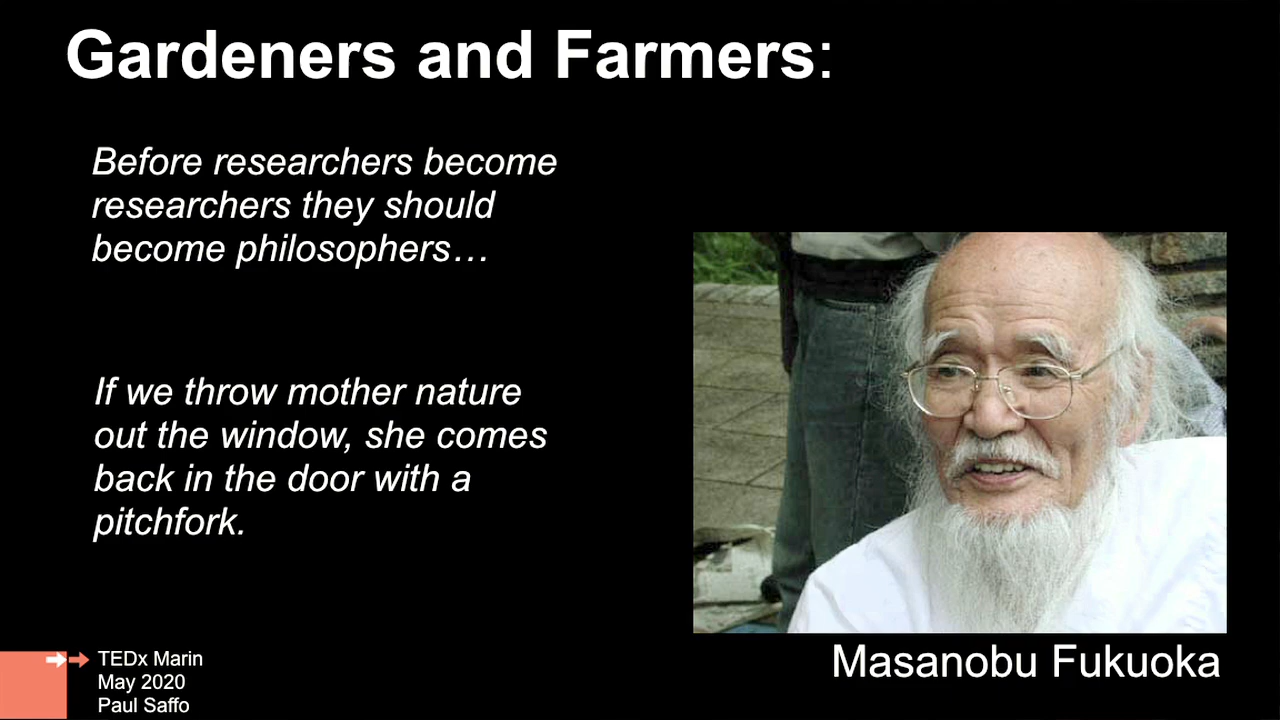 Gardeners and Farmers:
Before researchers become
researchers they should
become philosophers…
If we throw mother nature
out the window, she comes
back in the door with a
pitchfork.
Masanobu Fukuoka
TEDx Marin
May 2020
Paul Saffo